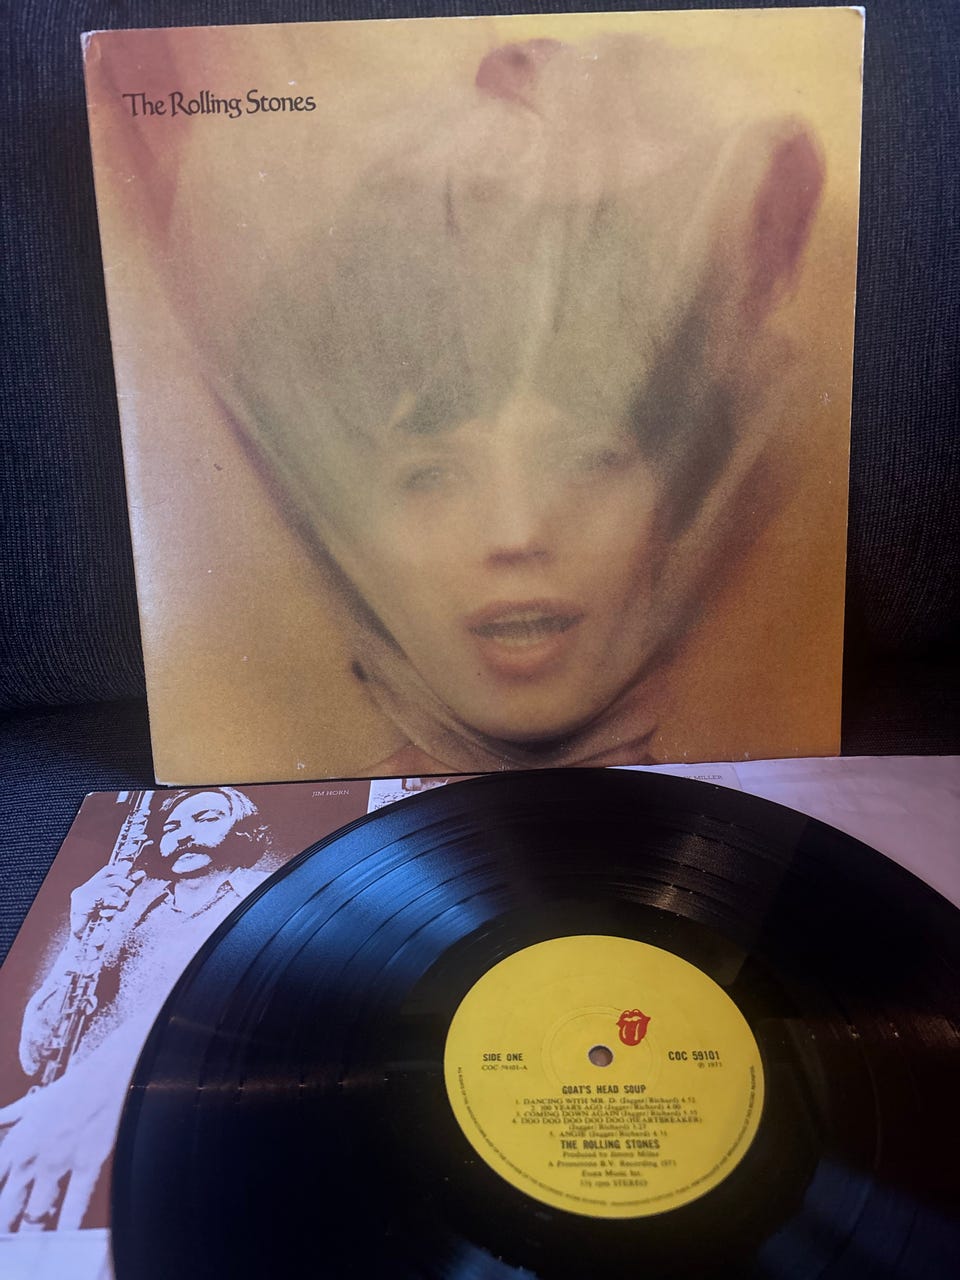 The Rolling Stones
JIM HORN
MILLER
SIDE ONE
COC 59101-A
COC 59101
℗ 1973
GOAT'S HEAD SOUP
1. DANCING WITH MR. D. (Jagger/Richard) 4.52
2. 100 YEARS AGO (Jagger/Richard) 4.00
3. COMING DOWN AGAIN (Jagger/Richard) 5.55
4. DOO DOO DOO DOO DOO (HEARTBREAKER)
(Jagger/Richard) 3.27
5. ANGIE (Jagger/Richard) 4.31
THE ROLLING STONES
Produced by Jimmy Miller
A Promotone B.V. Recording 1973
Essex Music Int.
33⅓ rpm STEREO